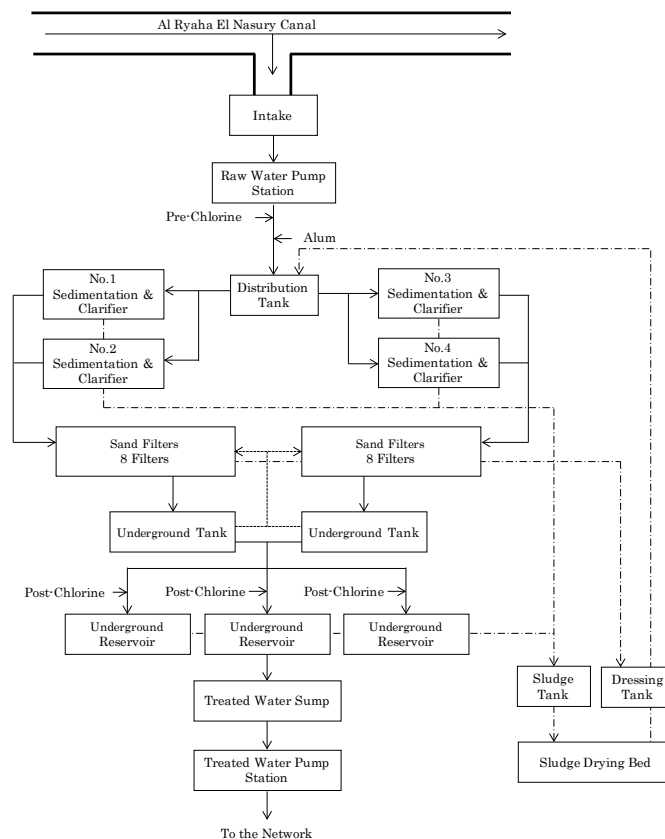 Al Ryaha El Nasury Canal
Intake
Raw Water Pump
Station
Pre-Chlorine
Alum
Distribution
Tank
No.1
Sedimentation &
Clarifier
No.3
Sedimentation &
Clarifier
No.2
Sedimentation &
Clarifier
No.4
Sedimentation &
Clarifier
Sand Filters
8 Filters
Sand Filters
8 Filters
Underground Tank
Underground Tank
Post-Chlorine
Post-Chlorine
Post-Chlorine
Underground
Reservoir
Underground
Reservoir
Underground
Reservoir
Sludge
Tank
Dressing
Tank
Treated Water Sump
Sludge Drying Bed
Treated Water Pump
Station
To the Network